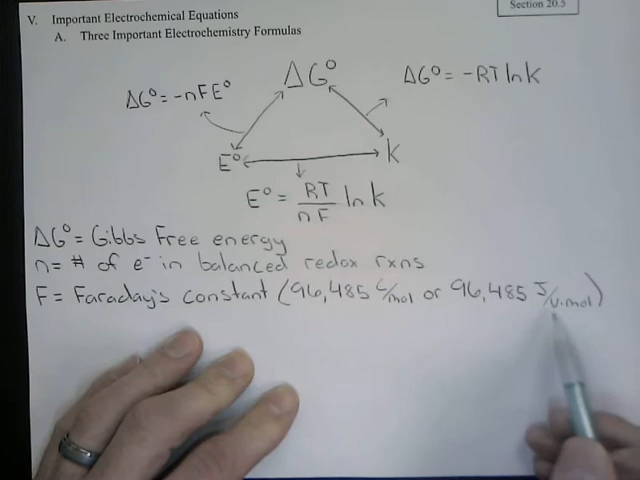 Section 20.5
V. Important Electrochemical Equations
A. Three Important Electrochemistry Formulas
ΔG°
ΔG° = -nFE°
ΔG° = -RT ln k
E°
k
E° = RT/nF ln k
ΔG° = Gibbs Free energy
n = # of e⁻ in balanced redox rxns
F = Faraday's constant (96,485 C/mol or 96,485 J/V·mol)